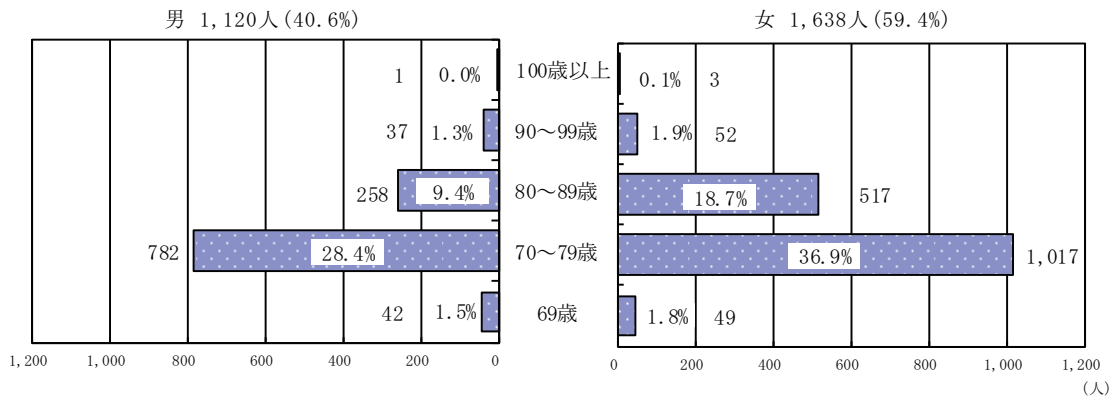 男 1,120人(40.6%) 女 1,638人(59.4%)
1 0.0% 100歳以上 0.1% 3
37 1.3% 90～99歳 1.9% 52
258 9.4% 80～89歳 18.7% 517
782 28.4% 70～79歳 36.9% 1,017
42 1.5% 69歳 1.8% 49
1,200 1,000 800 600 400 200 0 0 200 400 600 800 1,000 1,200
(人)